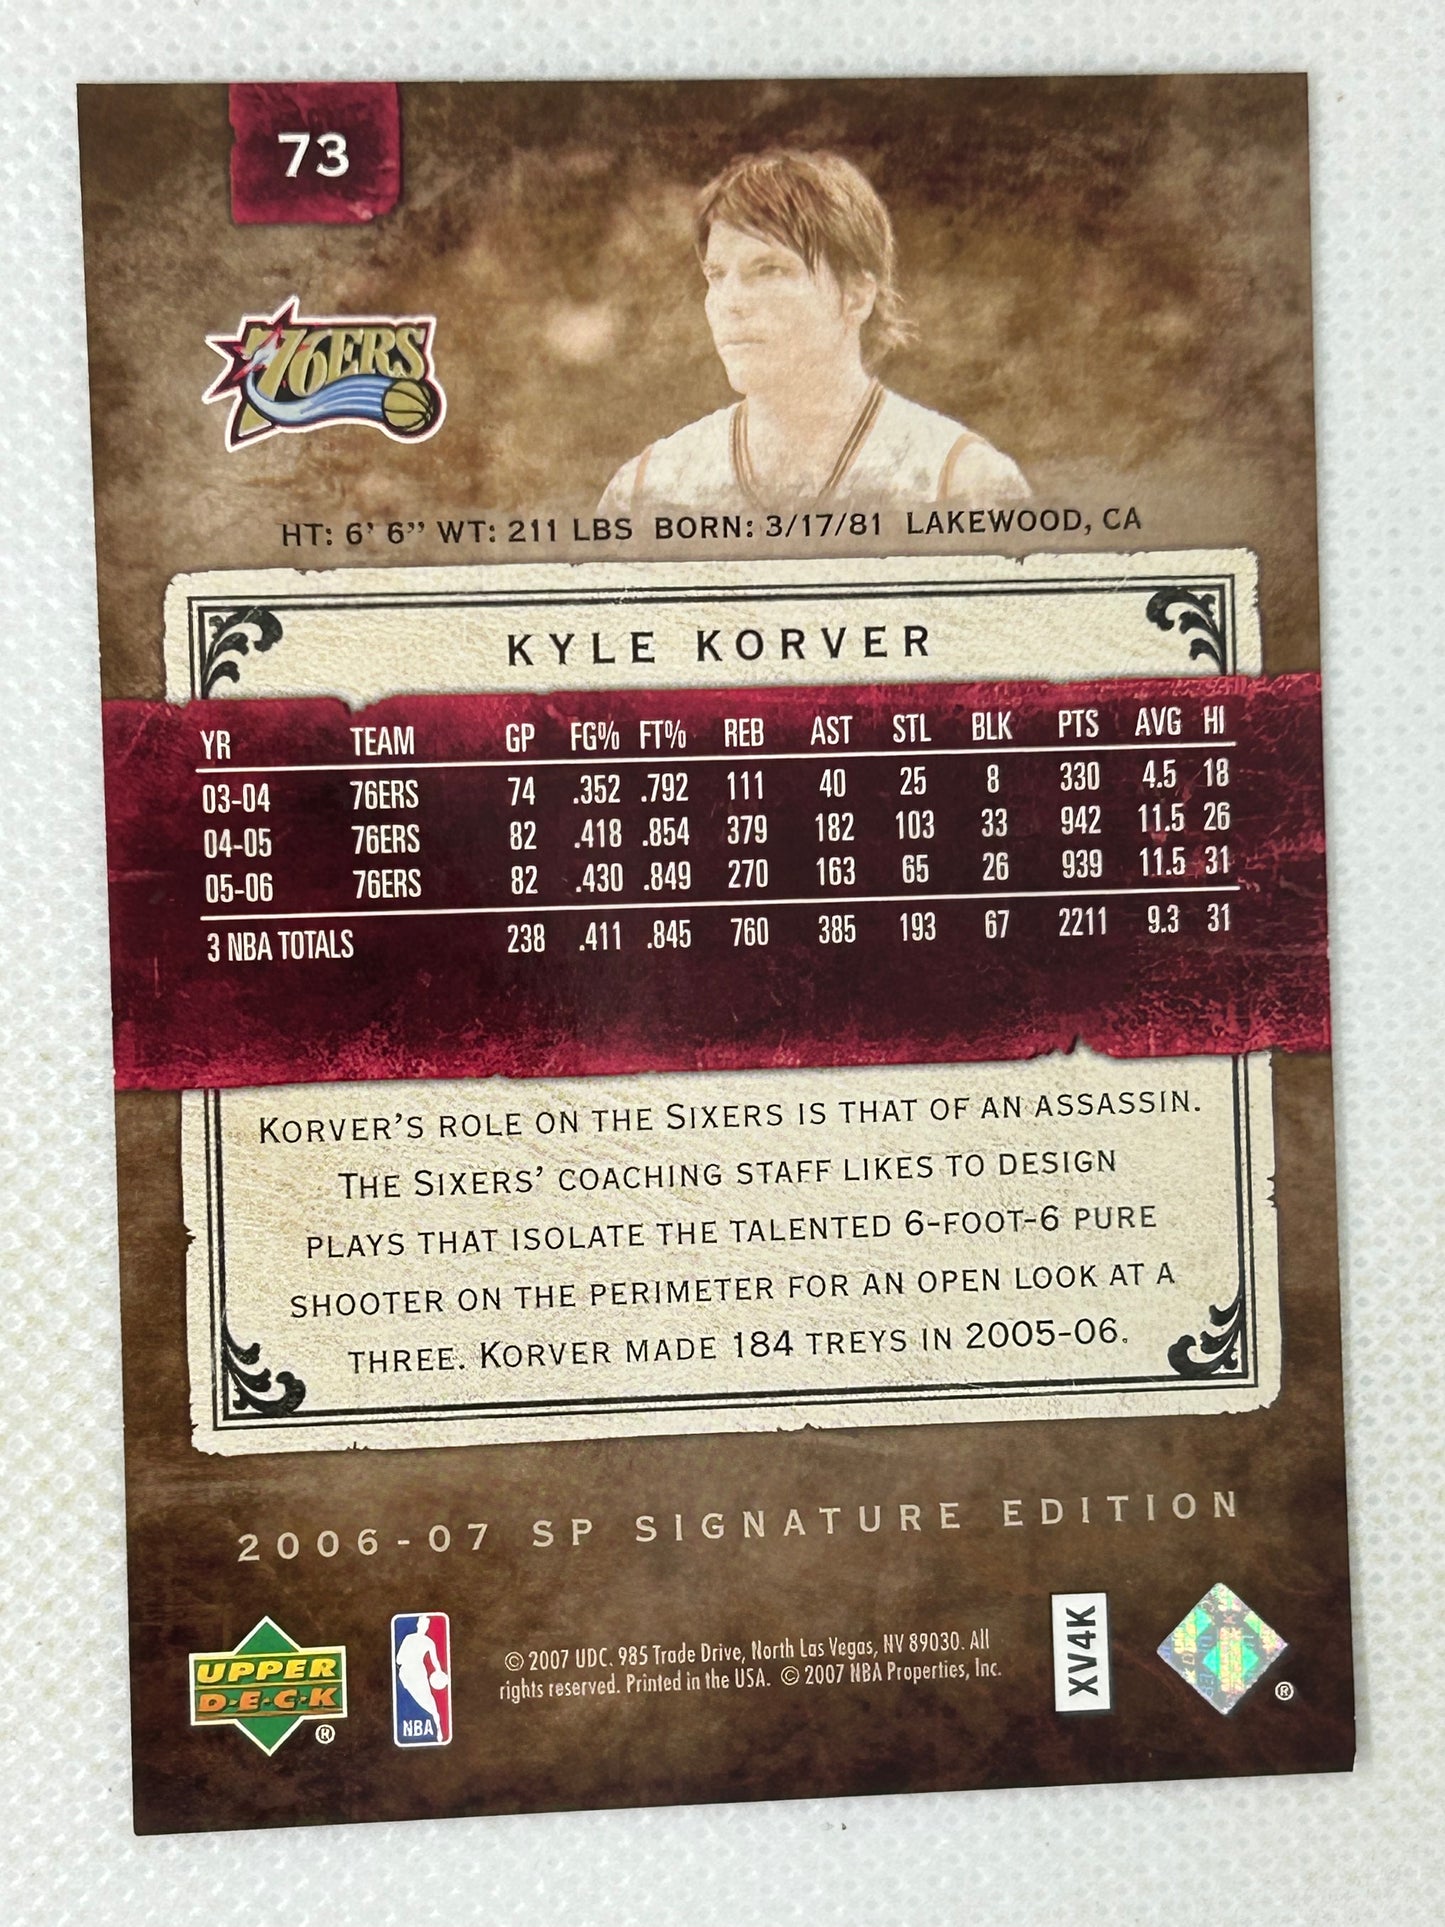 73
76ERS
HT: 6' 6" WT: 211 LBS BORN: 3/17/81 LAKEWOOD, CA
KYLE KORVER
YR TEAM GP FG% FT% REB AST STL BLK PTS AVG HI
03-04 76ERS 74 .352 .792 111 40 25 8 330 4.5 18
04-05 76ERS 82 .418 .854 379 182 103 33 942 11.5 26
05-06 76ERS 82 .430 .849 270 163 65 26 939 11.5 31
3 NBA TOTALS 238 .411 .845 760 385 193 67 2211 9.3 31
KORVER'S ROLE ON THE SIXERS IS THAT OF AN ASSASSIN.
THE SIXERS' COACHING STAFF LIKES TO DESIGN
PLAYS THAT ISOLATE THE TALENTED 6-FOOT-6 PURE
SHOOTER ON THE PERIMETER FOR AN OPEN LOOK AT A
THREE. KORVER MADE 184 TREYS IN 2005-06.
2006-07 SP SIGNATURE EDITION
UPPER
D·E·C·K
®
NBA
© 2007 UDC. 985 Trade Drive, North Las Vegas, NV 89030. All
rights reserved. Printed in the USA. © 2007 NBA Properties, Inc.
XV4K
®